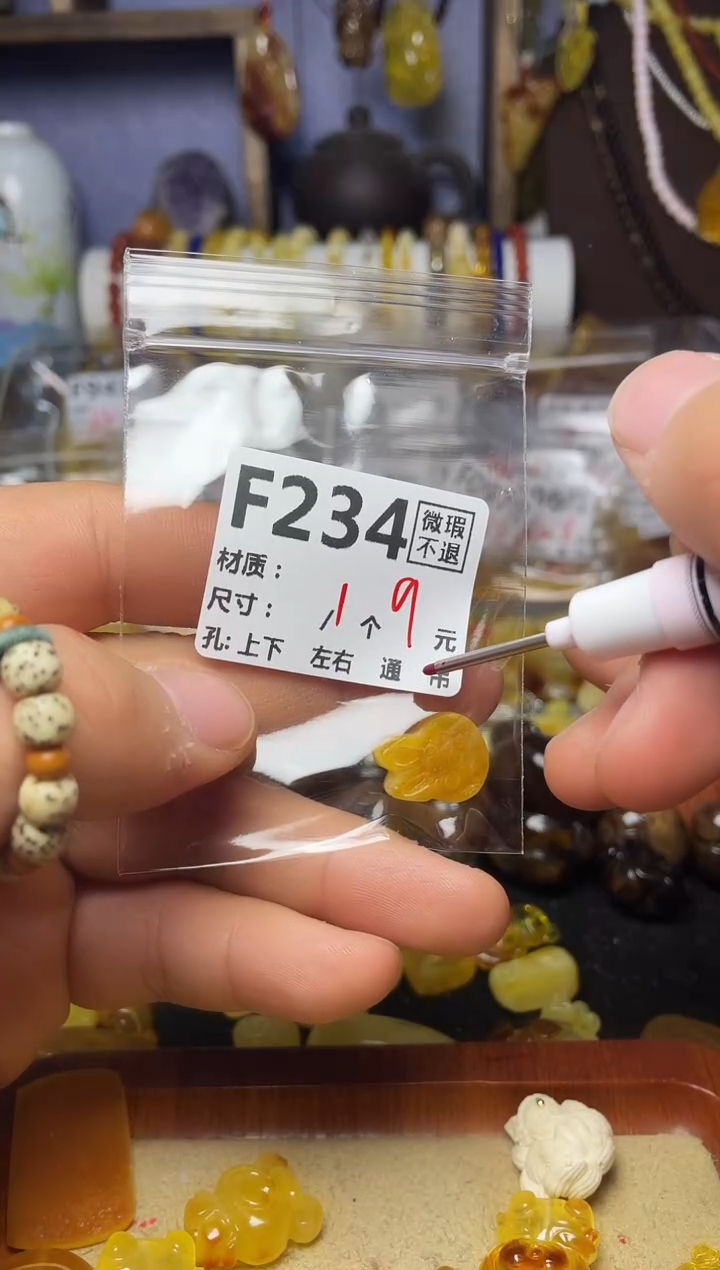 F234 微瑕
不退
材质：
尺寸： /1个 9元
孔: 上下 左右 通 吊